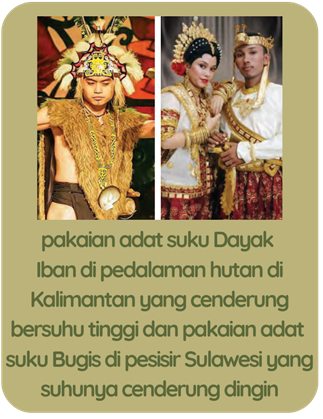 pakaian adat suku Dayak
Iban di pedalaman hutan di
Kalimantan yang cenderung
bersuhu tinggi dan pakaian adat
suku Bugis di pesisir Sulawesi yang
suhunya cenderung dingin